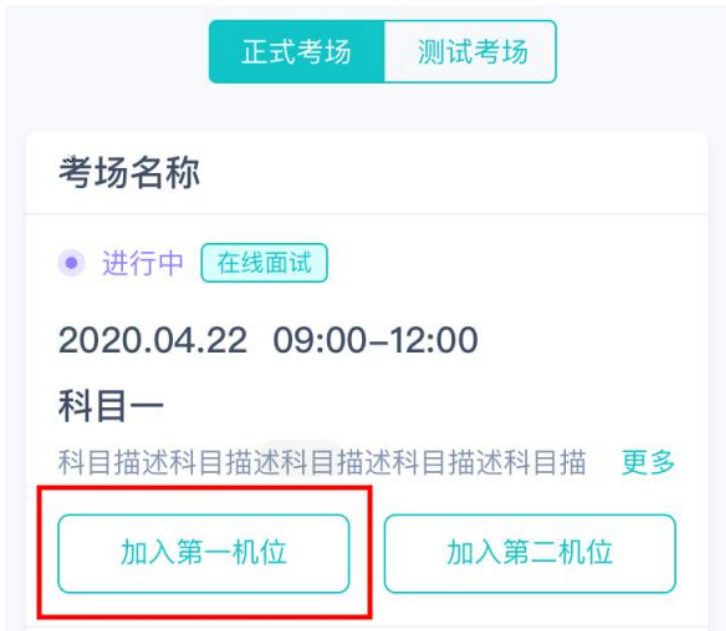 正式考场 测试考场
考场名称
进行中 在线面试
2020.04.22 09:00–12:00
科目一
科目描述科目描述科目描述科目描述科目描 更多
加入第一机位 加入第二机位